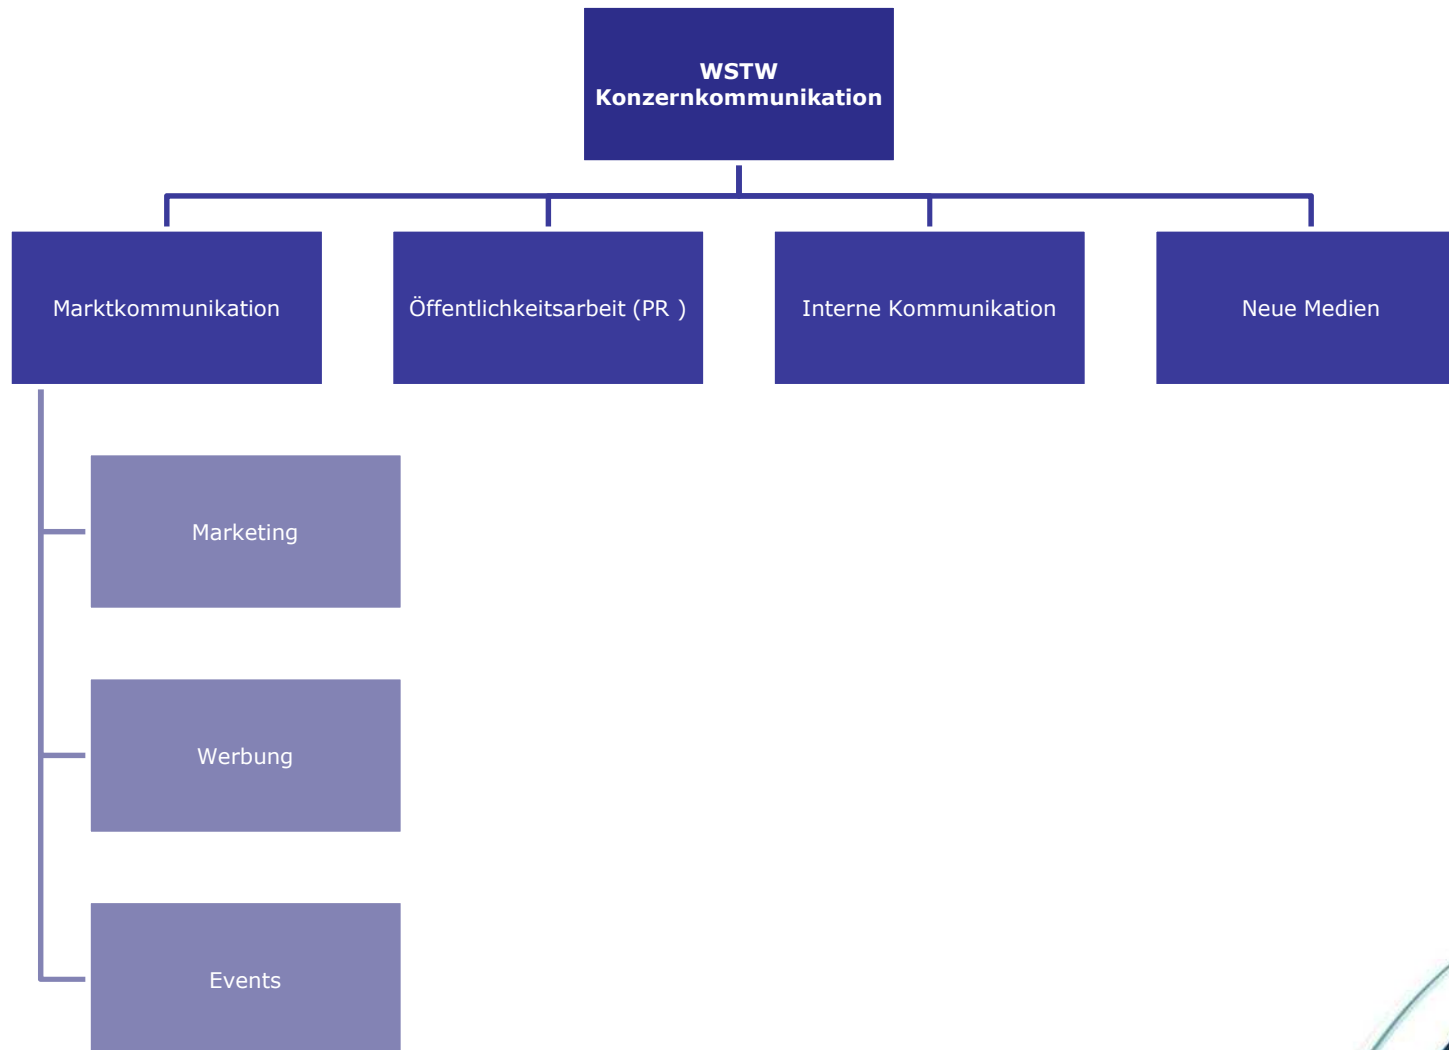 WSTW
Konzernkommunikation
Marktkommunikation
Öffentlichkeitsarbeit (PR )
Interne Kommunikation
Neue Medien
Marketing
Werbung
Events